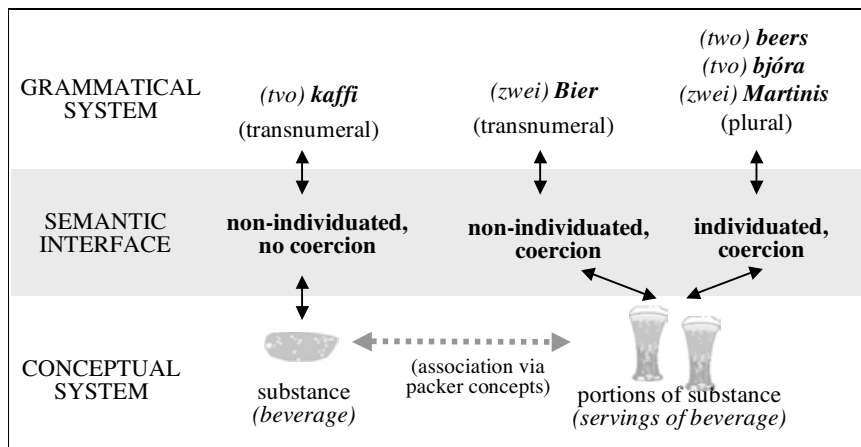 (two) beers
(tvo) bjóra
(zwei) Martinis
(plural)
GRAMMATICAL
SYSTEM
(tvo) kaffi
(transnumeral)
(zwei) Bier
(transnumeral)
SEMANTIC
INTERFACE
non-individuated,
no coercion
non-individuated,
coercion
individuated,
coercion
CONCEPTUAL
SYSTEM
substance
(beverage)
(association via
packer concepts)
portions of substance
(servings of beverage)